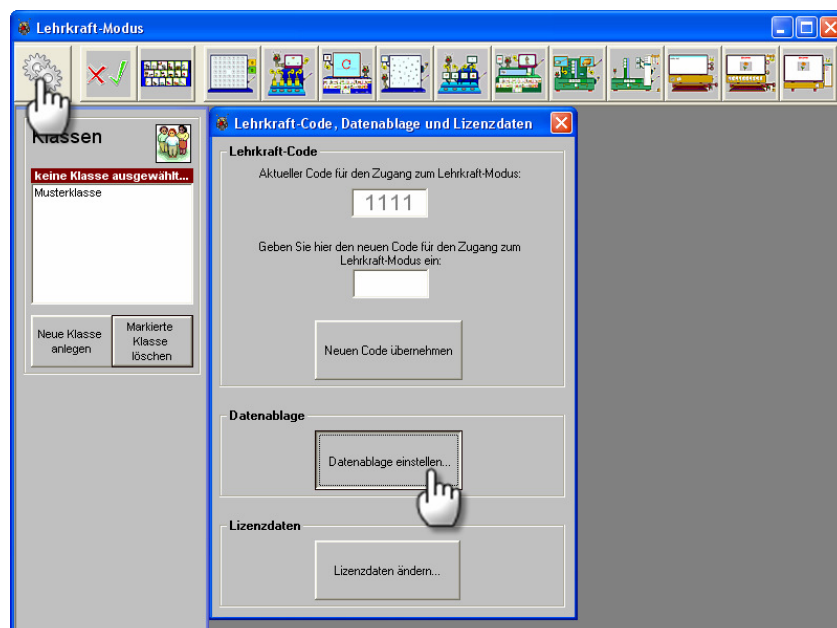 Lehrkraft-Modus
Klassen
keine Klasse ausgewählt...
Musterklasse
Neue Klasse
anlegen
Markierte
Klasse
löschen
Lehrkraft-Code, Datenablage und Lizenzdaten
Lehrkraft-Code
Aktueller Code für den Zugang zum Lehrkraft-Modus:
1111
Geben Sie hier den neuen Code für den Zugang zum
Lehrkraft-Modus ein:
Neuen Code übernehmen
Datenablage
Datenablage einstellen...
Lizenzdaten
Lizenzdaten ändern...